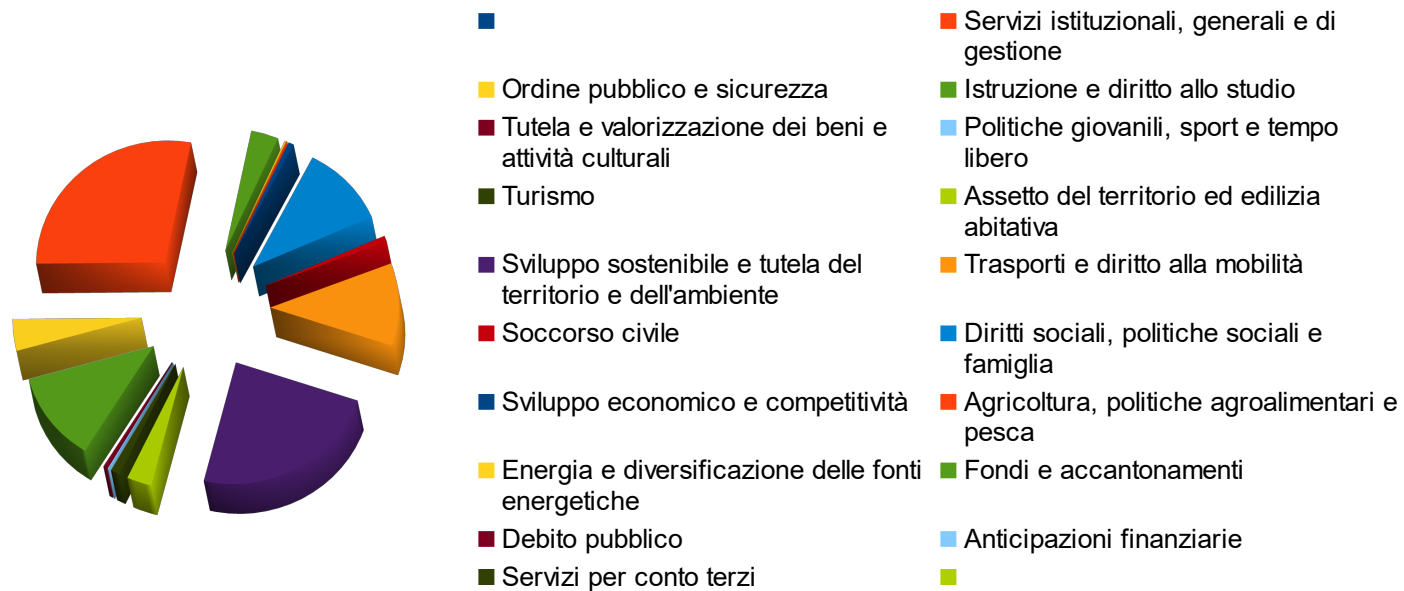 Servizi istituzionali, generali e di
gestione
Ordine pubblico e sicurezza
Istruzione e diritto allo studio
Tutela e valorizzazione dei beni e
attività culturali
Politiche giovanili, sport e tempo
libero
Turismo
Assetto del territorio ed edilizia
abitativa
Sviluppo sostenibile e tutela del
territorio e dell'ambiente
Trasporti e diritto alla mobilità
Soccorso civile
Diritti sociali, politiche sociali e
famiglia
Sviluppo economico e competitività
Agricoltura, politiche agroalimentari e
pesca
Energia e diversificazione delle fonti
energetiche
Fondi e accantonamenti
Debito pubblico
Anticipazioni finanziarie
Servizi per conto terzi